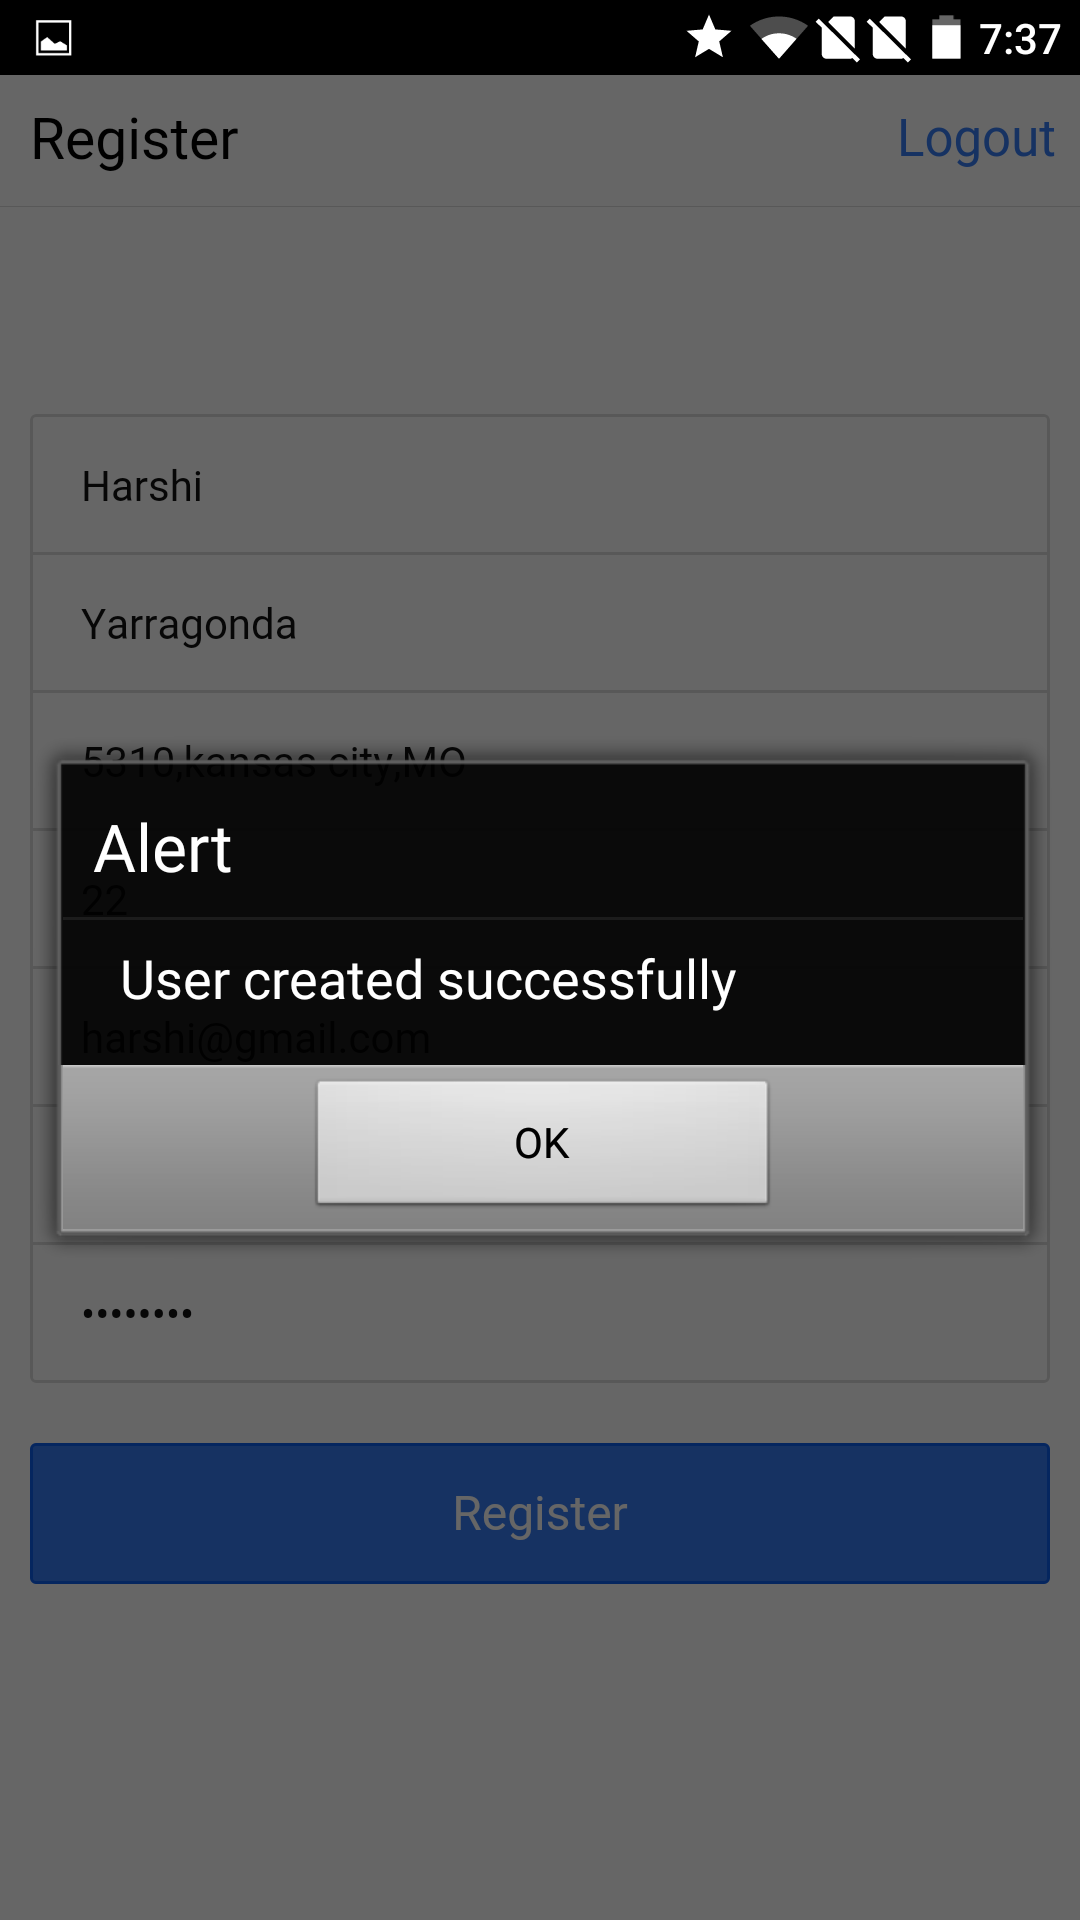 7:37
Register
Logout
Harshi
Yarragonda
5310,kansas city,MO
Alert
22
User created successfully
harshi@gmail.com
OK
••••••••
Register